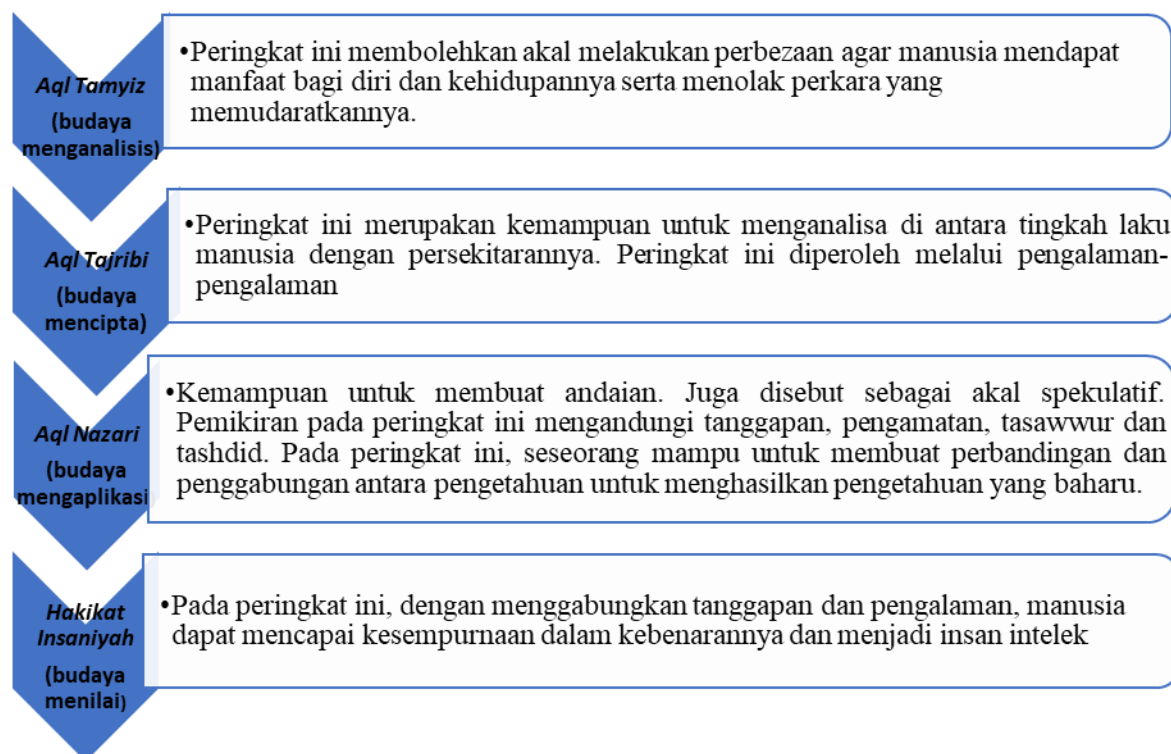 Aql Tamyiz
(budaya
menganalisis)
•Peringkat ini membolehkan akal melakukan perbezaan agar manusia mendapat
manfaat bagi diri dan kehidupannya serta menolak perkara yang
memudaratkannya.
Aql Tajribi
(budaya
mencipta)
•Peringkat ini merupakan kemampuan untuk menganalisa di antara tingkah laku
manusia dengan persekitarannya. Peringkat ini diperoleh melalui pengalaman-
pengalaman
Aql Nazari
(budaya
mengaplikasi
•Kemampuan untuk membuat andaian. Juga disebut sebagai akal spekulatif.
Pemikiran pada peringkat ini mengandungi tanggapan, pengamatan, tasawwur dan
tashdid. Pada peringkat ini, seseorang mampu untuk membuat perbandingan dan
penggabungan antara pengetahuan untuk menghasilkan pengetahuan yang baharu.
Hakikat
Insaniyah
(budaya
menilai)
•Pada peringkat ini, dengan menggabungkan tanggapan dan pengalaman, manusia
dapat mencapai kesempurnaan dalam kebenarannya dan menjadi insan intelek